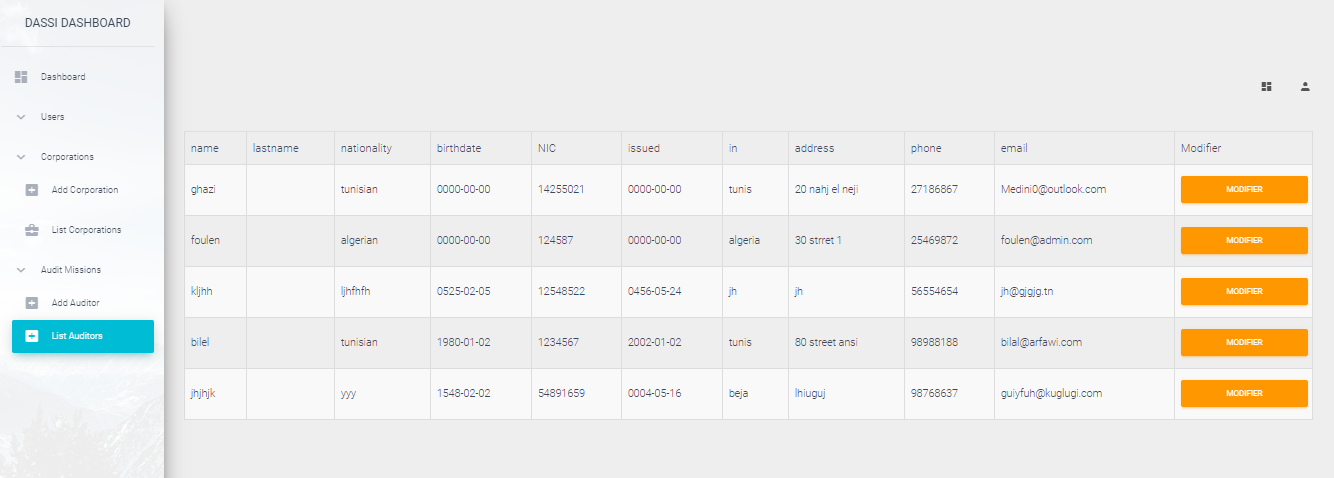 DASSI DASHBOARD
Dashboard
Users
Corporations
Add Corporation
List Corporations
Audit Missions
Add Auditor
List Auditors
name lastname nationality birthdate NIC issued in address phone email Modifier
ghazi tunisian 0000-00-00 14255021 0000-00-00 tunis 20 nahj el neji 27186867 Medini0@outlook.com MODIFIER
foulen algerian 0000-00-00 124587 0000-00-00 algeria 30 strret 1 25469872 foulen@admin.com MODIFIER
kljhh ljhfhfh 0525-02-05 12548522 0456-05-24 jh jh 56554654 jh@gjgjg.tn MODIFIER
bilel tunisian 1980-01-02 1234567 2002-01-02 tunis 80 street ansi 98988188 bilal@arfawi.com MODIFIER
jhjhjk yyy 1548-02-02 54891659 0004-05-16 beja lhiuguj 98768637 guiyfuh@kuglugi.com MODIFIER